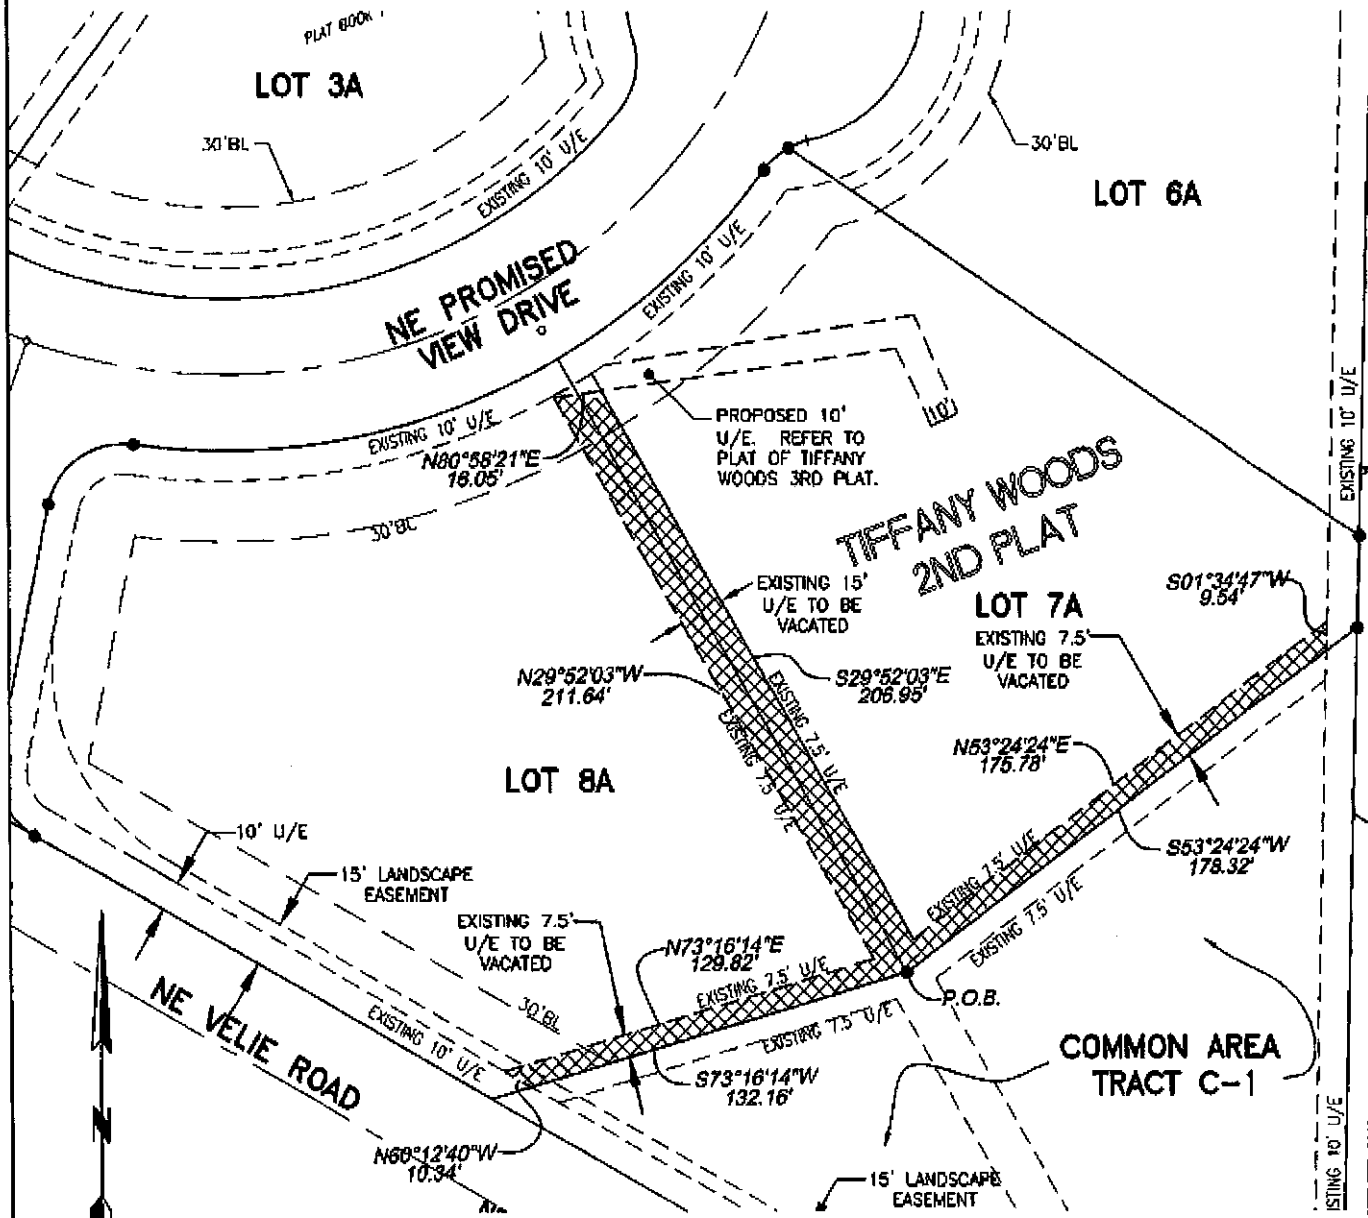 PLAT BOOK
LOT 3A
30'BL
30'BL
EXISTING 10' U/E
LOT 6A
EXISTING 10' U/E
NE PROMISED
VIEW DRIVE
EXISTING 10' U/E
EXISTING 10' U/E
N80°58'21"E
16.05'
PROPOSED 10'
U/E. REFER TO
PLAT OF TIFFANY
WOODS 3RD PLAT.
10'
30'BL
TIFFANY WOODS
2ND PLAT
EXISTING 15'
U/E TO BE
VACATED
LOT 7A
EXISTING 7.5'
U/E TO BE
VACATED
S01°34'47"W
9.54'
N29°52'03"W
211.64'
S29°52'03"E
206.95'
EXISTING 7.5' U/E
EXISTING 7.5' U/E
N53°24'24"E
175.78'
LOT 8A
S53°24'24"W
178.32'
10' U/E
15' LANDSCAPE
EASEMENT
EXISTING 7.5' U/E
EXISTING 7.5' U/E
EXISTING 7.5'
U/E TO BE
VACATED
N73°16'14"E
129.82'
EXISTING 7.5' U/E
P.O.B.
NE VELIE ROAD
30'BL
EXISTING 10' U/E
EXISTING 7.5' U/E
COMMON AREA
TRACT C-1
S73°16'14"W
132.16'
N60°12'40"W
10.34'
N
15' LANDSCAPE
EASEMENT
ISTING 10' U/E